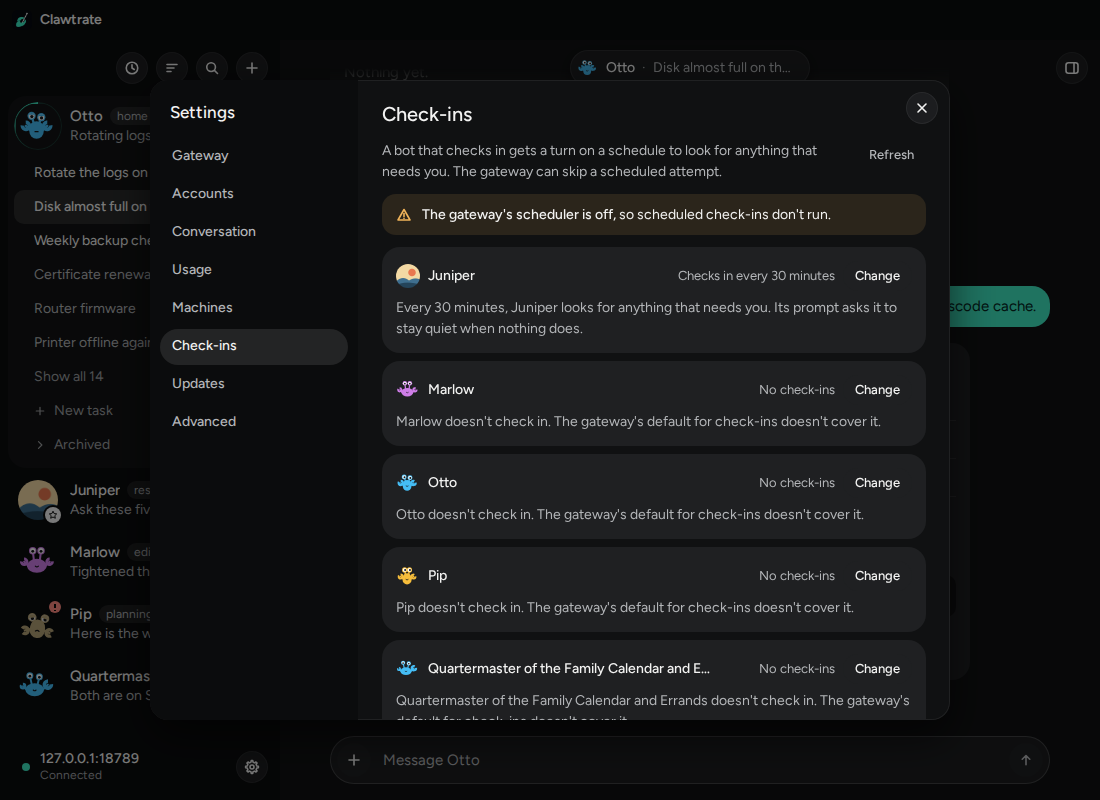 Clawtrate
Nothing yet.
Otto · Disk almost full on th...
Otto home
Rotating logs
Rotate the logs on
Disk almost full on
Weekly backup che
Certificate renewa
Router firmware
Printer offline again
Show all 14
New task
Archived
Juniper res
Ask these fiv
Marlow edi
Tightened th
Pip planning
Here is the w
Quartermas
Both are on S
127.0.0.1:18789
Connected
Settings
Gateway
Accounts
Conversation
Usage
Machines
Check-ins
Updates
Advanced
Check-ins
A bot that checks in gets a turn on a schedule to look for anything that
needs you. The gateway can skip a scheduled attempt.
Refresh
The gateway's scheduler is off, so scheduled check-ins don't run.
Juniper Checks in every 30 minutes Change
Every 30 minutes, Juniper looks for anything that needs you. Its prompt asks it to
stay quiet when nothing does.
Marlow No check-ins Change
Marlow doesn't check in. The gateway's default for check-ins doesn't cover it.
Otto No check-ins Change
Otto doesn't check in. The gateway's default for check-ins doesn't cover it.
Pip No check-ins Change
Pip doesn't check in. The gateway's default for check-ins doesn't cover it.
Quartermaster of the Family Calendar and E... No check-ins Change
Quartermaster of the Family Calendar and Errands doesn't check in. The gateway's
default for check-ins doesn't cover it.
scode cache.
Message Otto